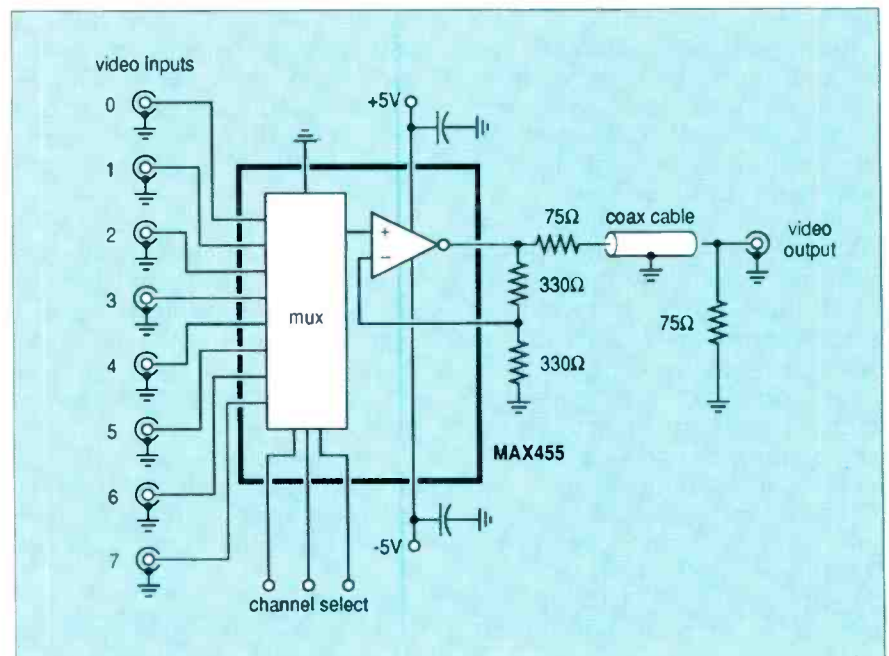 video inputs
0
1
2
3
4
5
6
7
+5V
-5V
mux
+
−
75Ω
coax cable
video
output
330Ω
330Ω
75Ω
MAX455
channel select